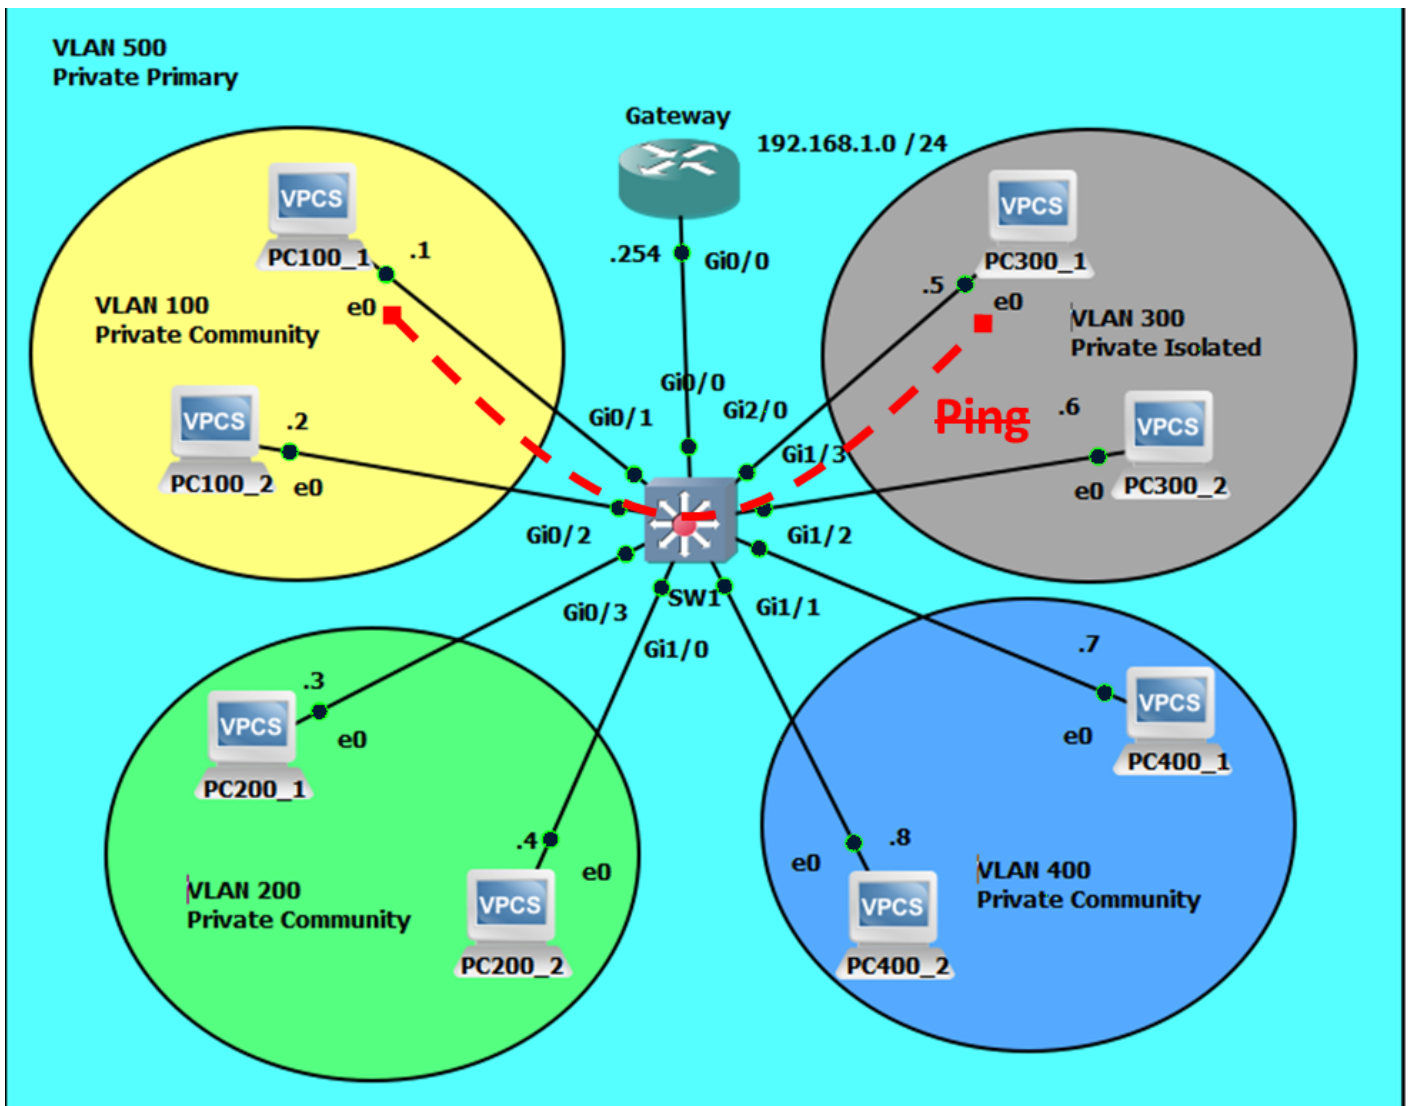 VLAN 500
Private Primary
Gateway
192.168.1.0 /24
.254
Gi0/0
VPCS
PC100_1
.1
e0
VLAN 100
Private Community
VPCS
PC100_2
.2
e0
VPCS
PC300_1
.5
e0
VLAN 300
Private Isolated
Ping
.6
VPCS
PC300_2
e0
Gi0/0
Gi0/1
Gi2/0
Gi1/3
Gi0/2
Gi1/2
Gi0/3
SW1
Gi1/1
Gi1/0
.3
VPCS
e0
PC200_1
.4
e0
VLAN 200
Private Community
VPCS
PC200_2
.7
VPCS
e0
PC400_1
.8
e0
VLAN 400
Private Community
VPCS
PC400_2